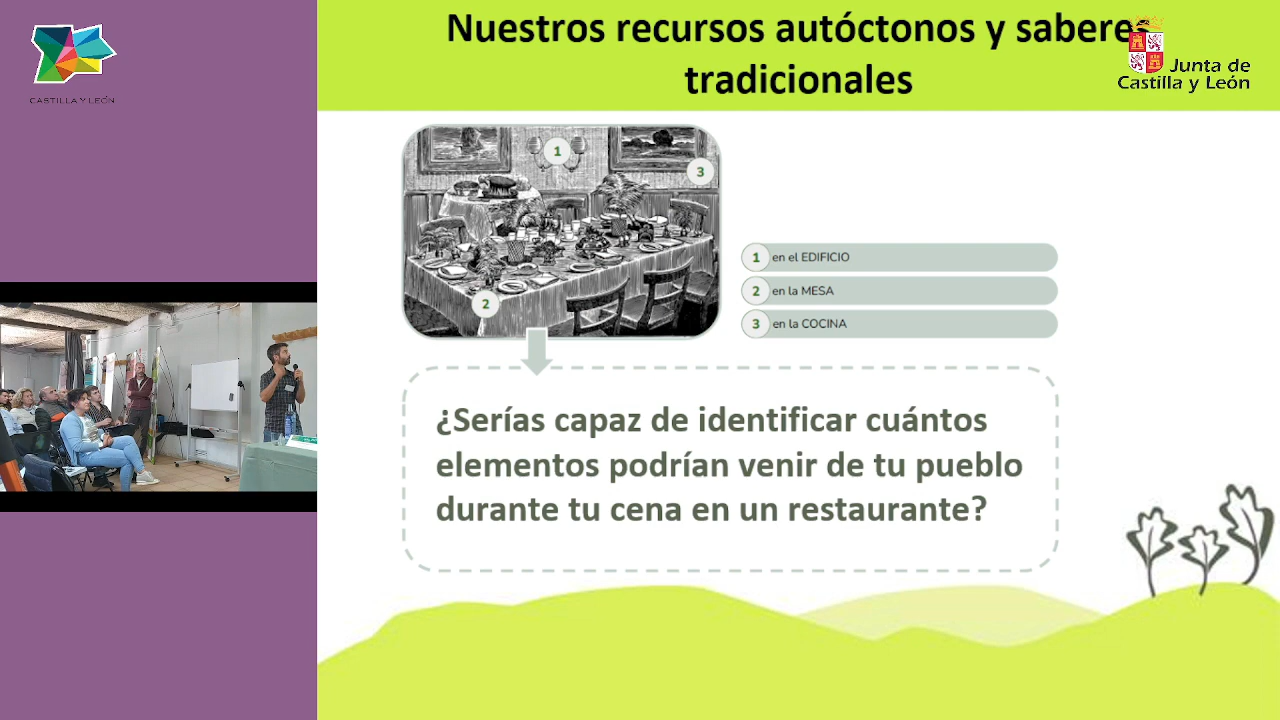 CASTILLA Y LEÓN
Nuestros recursos autóctonos y sabere
tradicionales
Junta de
Castilla y León
1
3
2
1 en el EDIFICIO
2 en la MESA
3 en la COCINA
¿Serías capaz de identificar cuántos
elementos podrían venir de tu pueblo
durante tu cena en un restaurante?